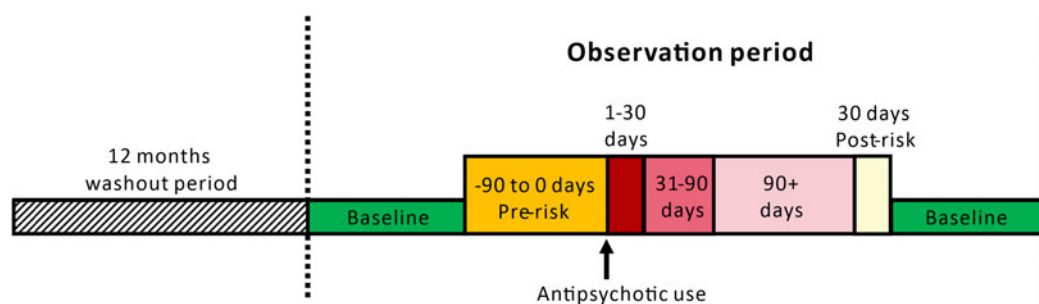 Observation period
1-30
days
30 days
Post-risk
12 months
washout period
Baseline
-90 to 0 days
Pre-risk
31-90
days
90+
days
Baseline
Antipsychotic use